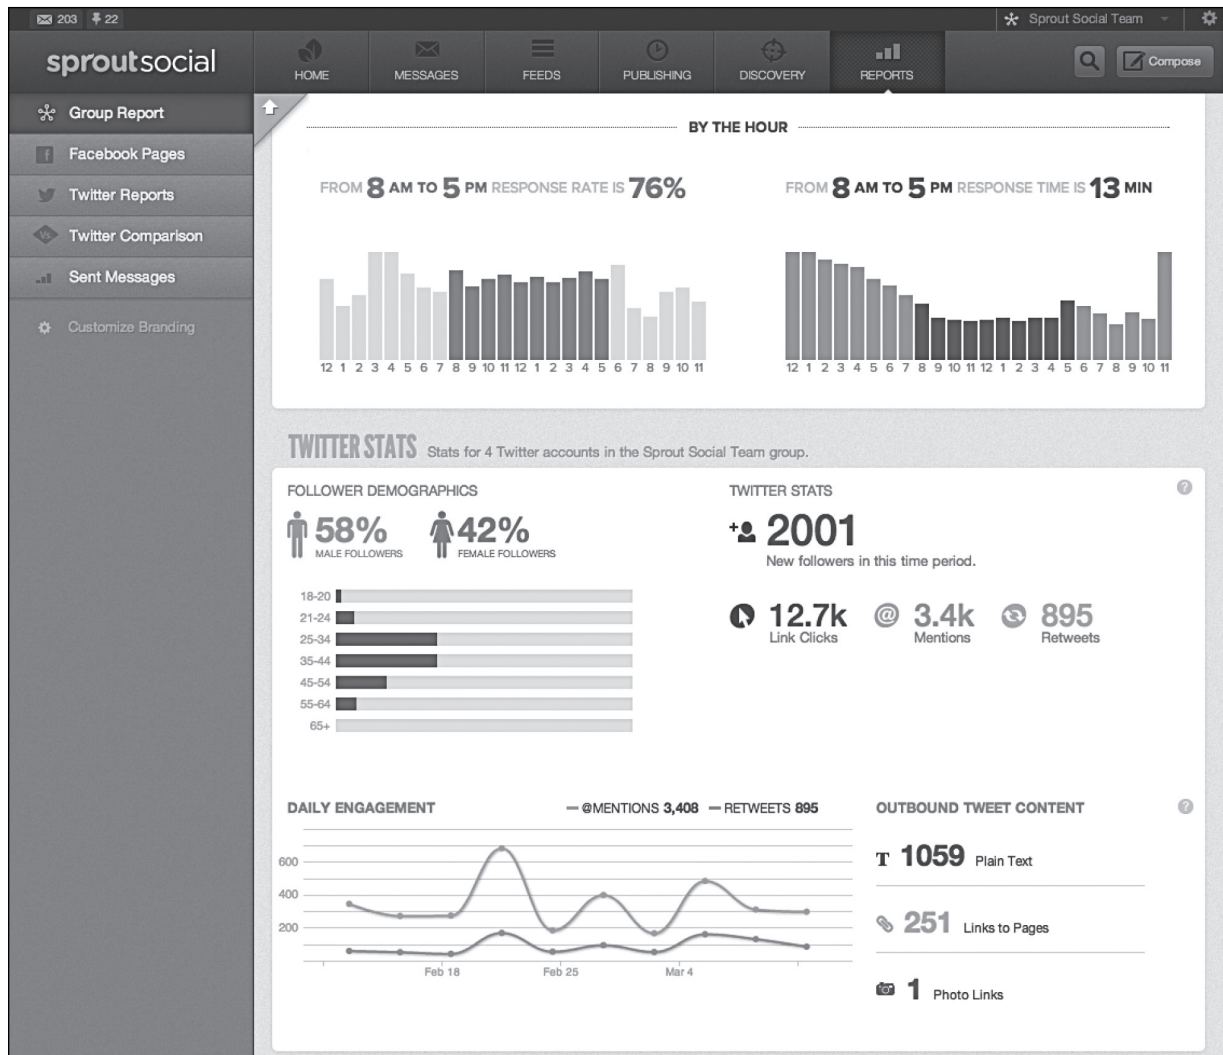 203 22 Sprout Social Team
sproutsocial HOME MESSAGES FEEDS PUBLISHING DISCOVERY REPORTS Compose
Group Report
Facebook Pages
Twitter Reports
Vs. Twitter Comparison
Sent Messages
Customize Branding
BY THE HOUR
FROM 8 AM TO 5 PM RESPONSE RATE IS 76%
12 1 2 3 4 5 6 7 8 9 10 11 12 1 2 3 4 5 6 7 8 9 10 11
FROM 8 AM TO 5 PM RESPONSE TIME IS 13 MIN
12 1 2 3 4 5 6 7 8 9 10 11 12 1 2 3 4 5 6 7 8 9 10 11
TWITTER STATS Stats for 4 Twitter accounts in the Sprout Social Team group.
FOLLOWER DEMOGRAPHICS
58% 42%
MALE FOLLOWERS FEMALE FOLLOWERS
18-20
21-24
25-34
35-44
45-54
55-64
65+
TWITTER STATS ?
2001
New followers in this time period.
12.7k @ 3.4k 895
Link Clicks Mentions Retweets
DAILY ENGAGEMENT @MENTIONS 3,408 RETWEETS 895
600
400
200
Feb 18 Feb 25 Mar 4
OUTBOUND TWEET CONTENT ?
T 1059 Plain Text
251 Links to Pages
1 Photo Links